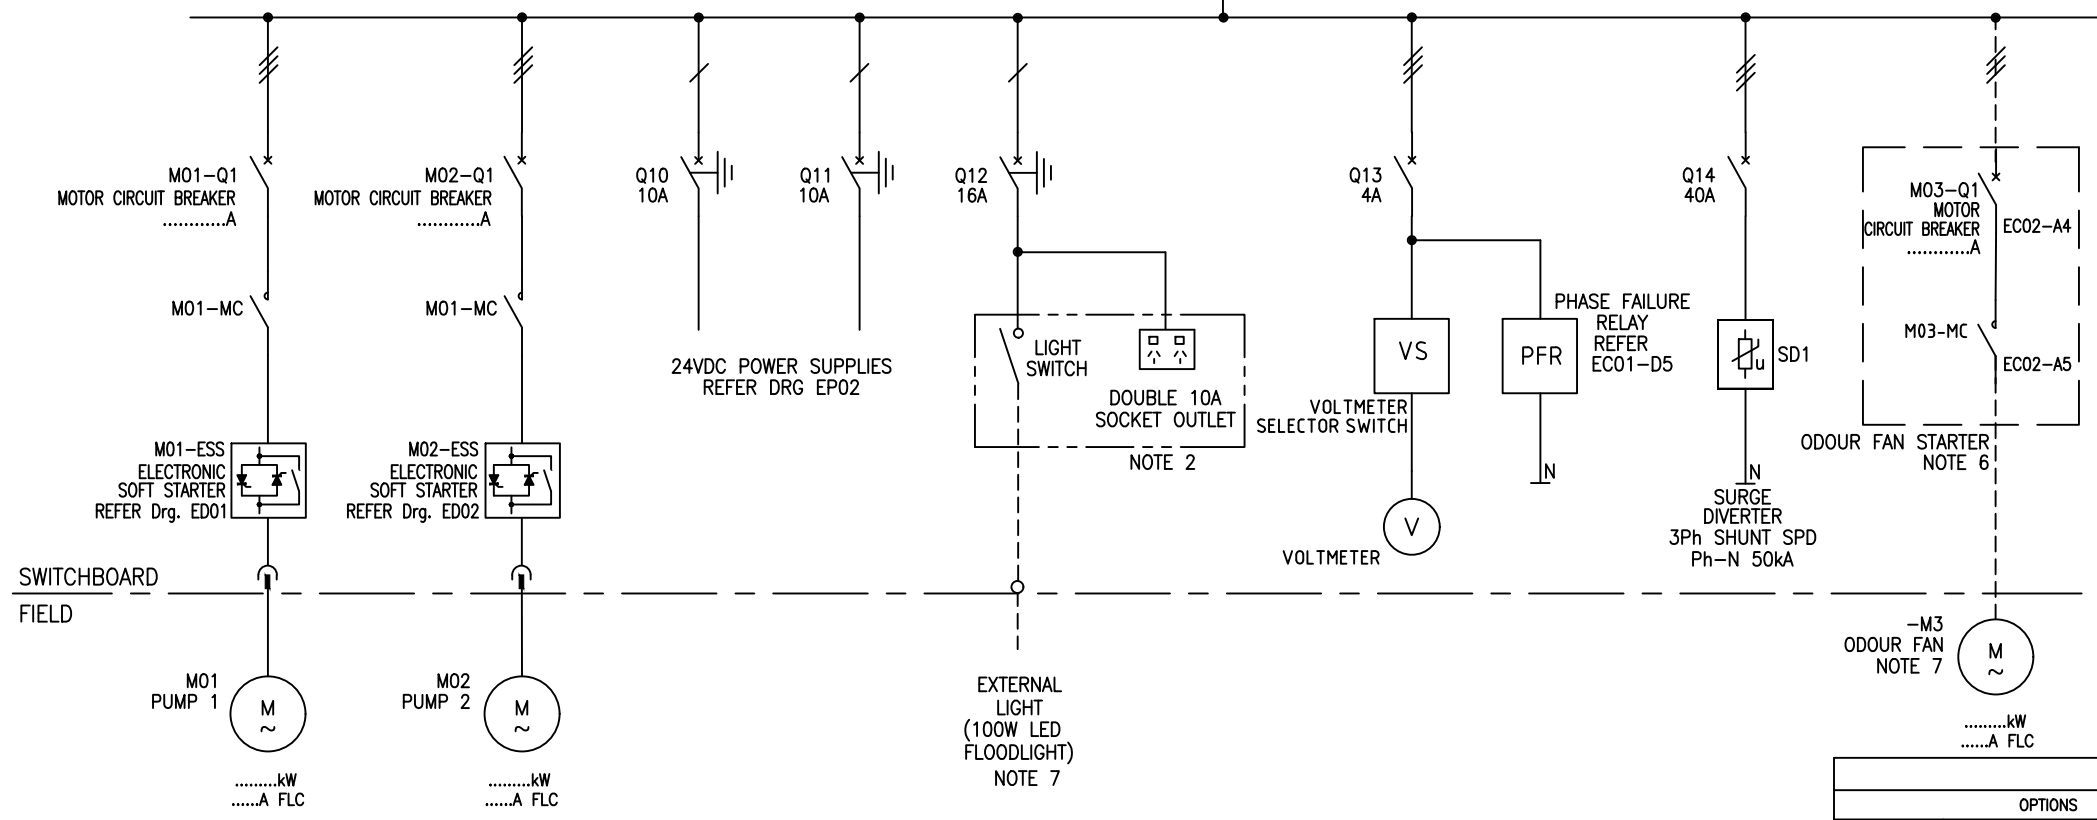 M01-Q1
MOTOR CIRCUIT BREAKER
............A
M01-MC
M01-ESS
ELECTRONIC
SOFT STARTER
REFER Drg. ED01
M02-Q1
MOTOR CIRCUIT BREAKER
............A
M01-MC
M02-ESS
ELECTRONIC
SOFT STARTER
REFER Drg. ED02
Q10
10A
Q11
10A
24VDC POWER SUPPLIES
REFER DRG EP02
Q12
16A
LIGHT
SWITCH
DOUBLE 10A
SOCKET OUTLET
NOTE 2
Q13
4A
VS
VOLTMETER
SELECTOR SWITCH
V
VOLTMETER
PHASE FAILURE
RELAY
REFER
EC01-D5
PFR
N
Q14
40A
u
SD1
N
SURGE
DIVERTER
3Ph SHUNT SPD
Ph-N 50kA
M03-Q1
MOTOR
CIRCUIT BREAKER
............A
EC02-A4
M03-MC
EC02-A5
ODOUR FAN STARTER
NOTE 6
SWITCHBOARD
FIELD
M01
PUMP 1
M
~
.........kW
......A FLC
M02
PUMP 2
M
~
.........kW
......A FLC
EXTERNAL
LIGHT
(100W LED
FLOODLIGHT)
NOTE 7
-M3
ODOUR FAN
NOTE 7
M
~
.........kW
......A FLC
OPTIONS